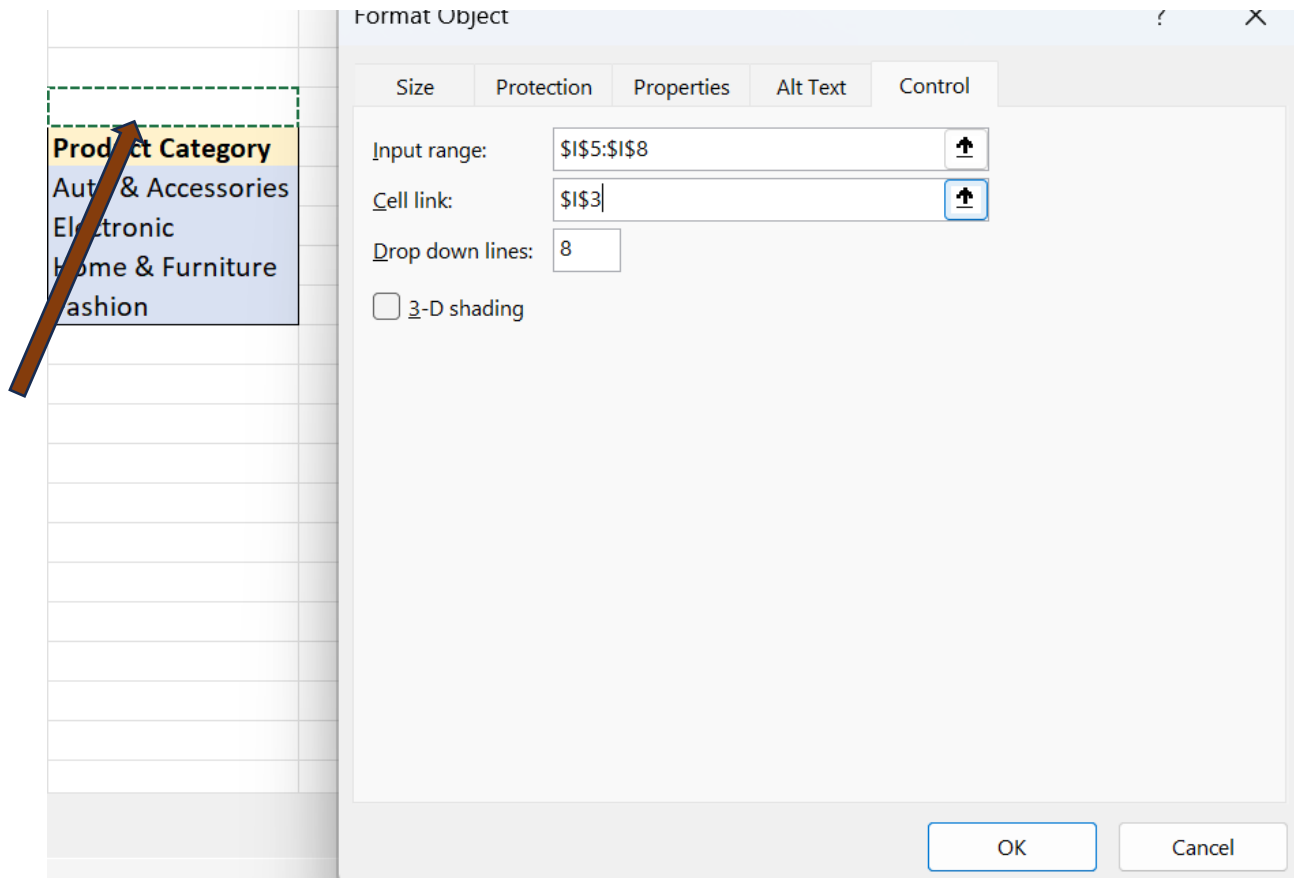 Format Object
?
Size Protection Properties Alt Text Control
Product Category
Auto & Accessories
Electronic
Home & Furniture
Fashion
Input range: $I$5:$I$8
Cell link: $I$3
Drop down lines: 8
3-D shading
OK Cancel